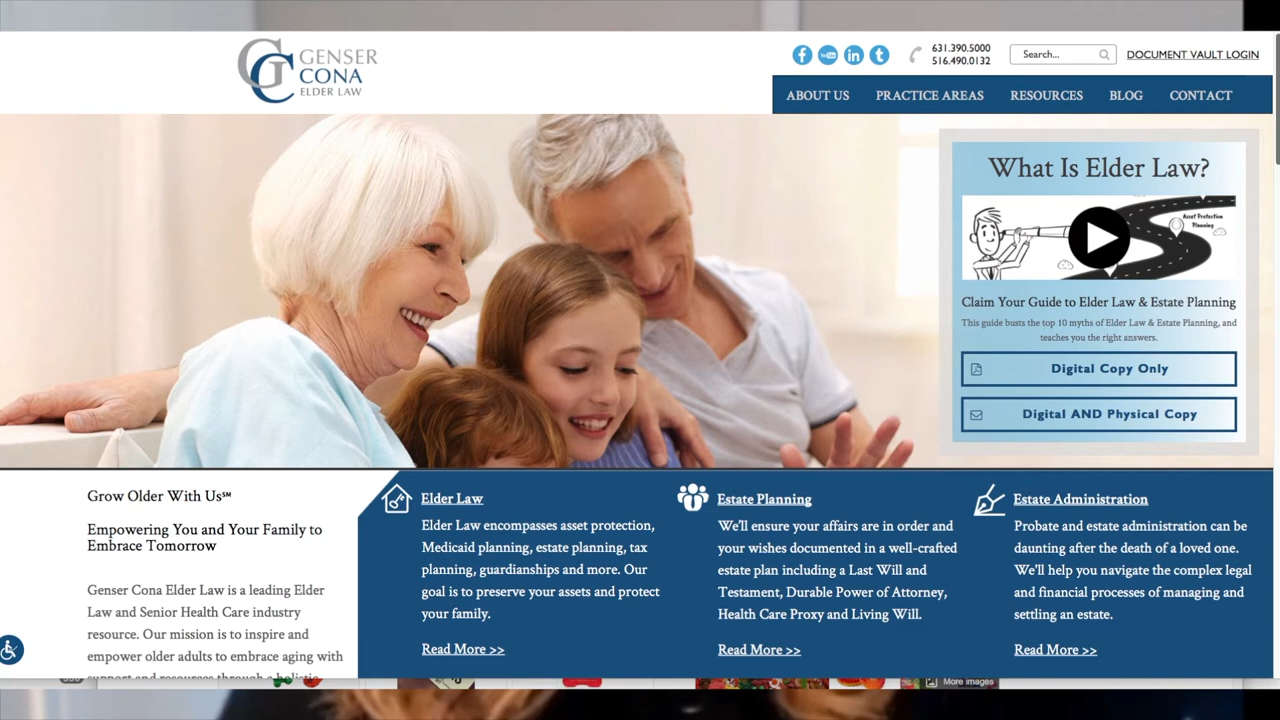 GENSER
CONA
ELDER LAW
631.390.5000
516.490.0132
Search...
DOCUMENT VAULT LOGIN
ABOUT US PRACTICE AREAS RESOURCES BLOG CONTACT
What Is Elder Law?
Asset Protection
Planning
Claim Your Guide to Elder Law & Estate Planning
This guide busts the top 10 myths of Elder Law & Estate Planning, and
teaches you the right answers.
Digital Copy Only
Digital AND Physical Copy
Grow Older With Us℠
Empowering You and Your Family to
Embrace Tomorrow
Genser Cona Elder Law is a leading Elder
Law and Senior Health Care industry
resource. Our mission is to inspire and
empower older adults to embrace aging with
support and resources through a holistic
Elder Law
Elder Law encompasses asset protection,
Medicaid planning, estate planning, tax
planning, guardianships and more. Our
goal is to preserve your assets and protect
your family.
Read More >>
Estate Planning
We'll ensure your affairs are in order and
your wishes documented in a well-crafted
estate plan including a Last Will and
Testament, Durable Power of Attorney,
Health Care Proxy and Living Will.
Read More >>
Estate Administration
Probate and estate administration can be
daunting after the death of a loved one.
We'll help you navigate the complex legal
and financial processes of managing and
settling an estate.
Read More >>
More images